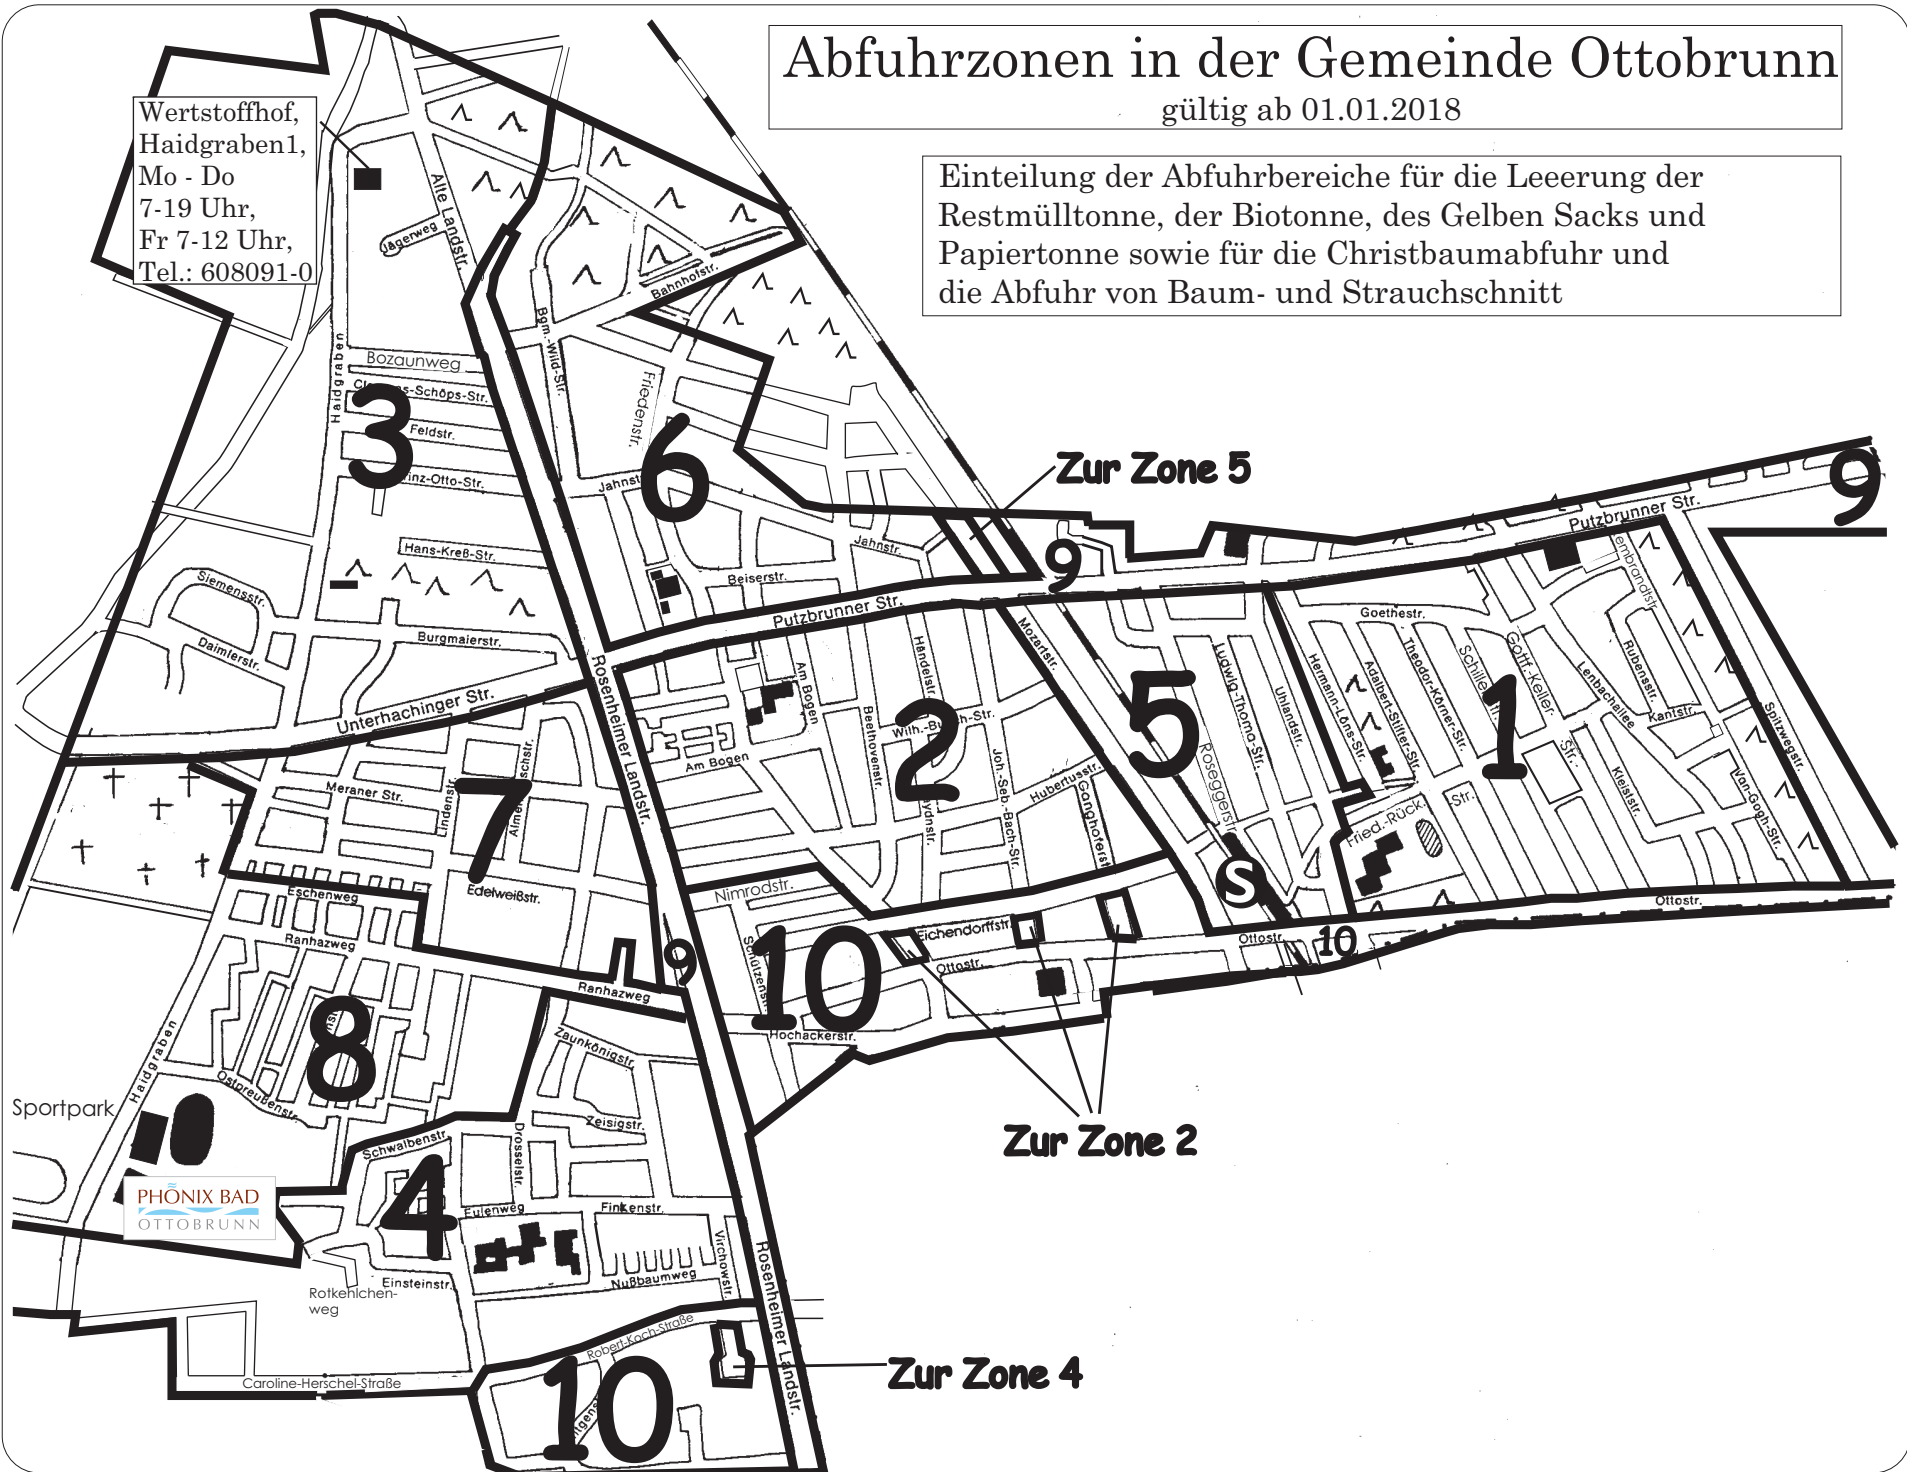 Abfuhrzonen in der Gemeinde Ottobrunn
gültig ab 01.01.2018
Einteilung der Abfuhrbereiche für die Leeerung der
Restmülltonne, der Biotonne, des Gelben Sacks und
Papiertonne sowie für die Christbaumabfuhr und
die Abfuhr von Baum- und Strauchschnitt
Wertstoffhof,
Haidgraben1,
Mo - Do
7-19 Uhr,
Fr 7-12 Uhr,
Tel.: 608091-0
Alte Landstr.
Jägerweg
Bahnhofstr.
Bgm.-Wild-Str.
Haidgraben
Bozaunweg
3
Feldstr.
Friedenstr.
6
Zur Zone 5
9
Putzbrunner Str.
Hans-Kreß-Str.
Jahnstr.
9
Beiserstr.
Siemensstr.
Daimlerstr.
Burgmaierstr.
Putzbrunner Str.
Goethestr.
Mozartstr.
Händelstr.
Am Bogen
Beethovenstr.
Am Bogen
2
5
Ludwig-Thoma-Str.
Uhlandstr.
Hermann-Löns-Str.
Adalbert-Stifter-Str.
Theodor-Körner-Str.
1
Gottf.-Keller-
Str.
Lenbachallee
Rubensstr.
Kantstr.
Spitzwegstr.
Kleiststr.
Van-Gogh-Str.
Unterhachinger Str.
Rosenheimer Landstr.
Joh.-Seb.-Bach-Str.
Hubertusstr.
Fried.-Rück.
Str.
Meraner Str.
7
S
Edelweißstr.
Nimrodstr.
Eschenweg
Ranhazweg
9
Ranhazweg
10
Eichendorffstr.
Ottostr.
Ottostr.
10
Ottostr.
Hochackerstr.
8
Haidgraben
Ostpreußenstr.
Zaunkönigstr.
Zeisigstr.
Sportpark
Schwalbenstr.
Drosselstr.
Zur Zone 2
4
PHÖNIX BAD
OTTOBRUNN
Eulenweg
Finkenstr.
Virchowstr.
Rosenheimer Landstr.
Einsteinstr.
Nußbaumweg
Rotkehlchen-
weg
Robert-Koch-Straße
Zur Zone 4
Caroline-Herschel-Straße
10